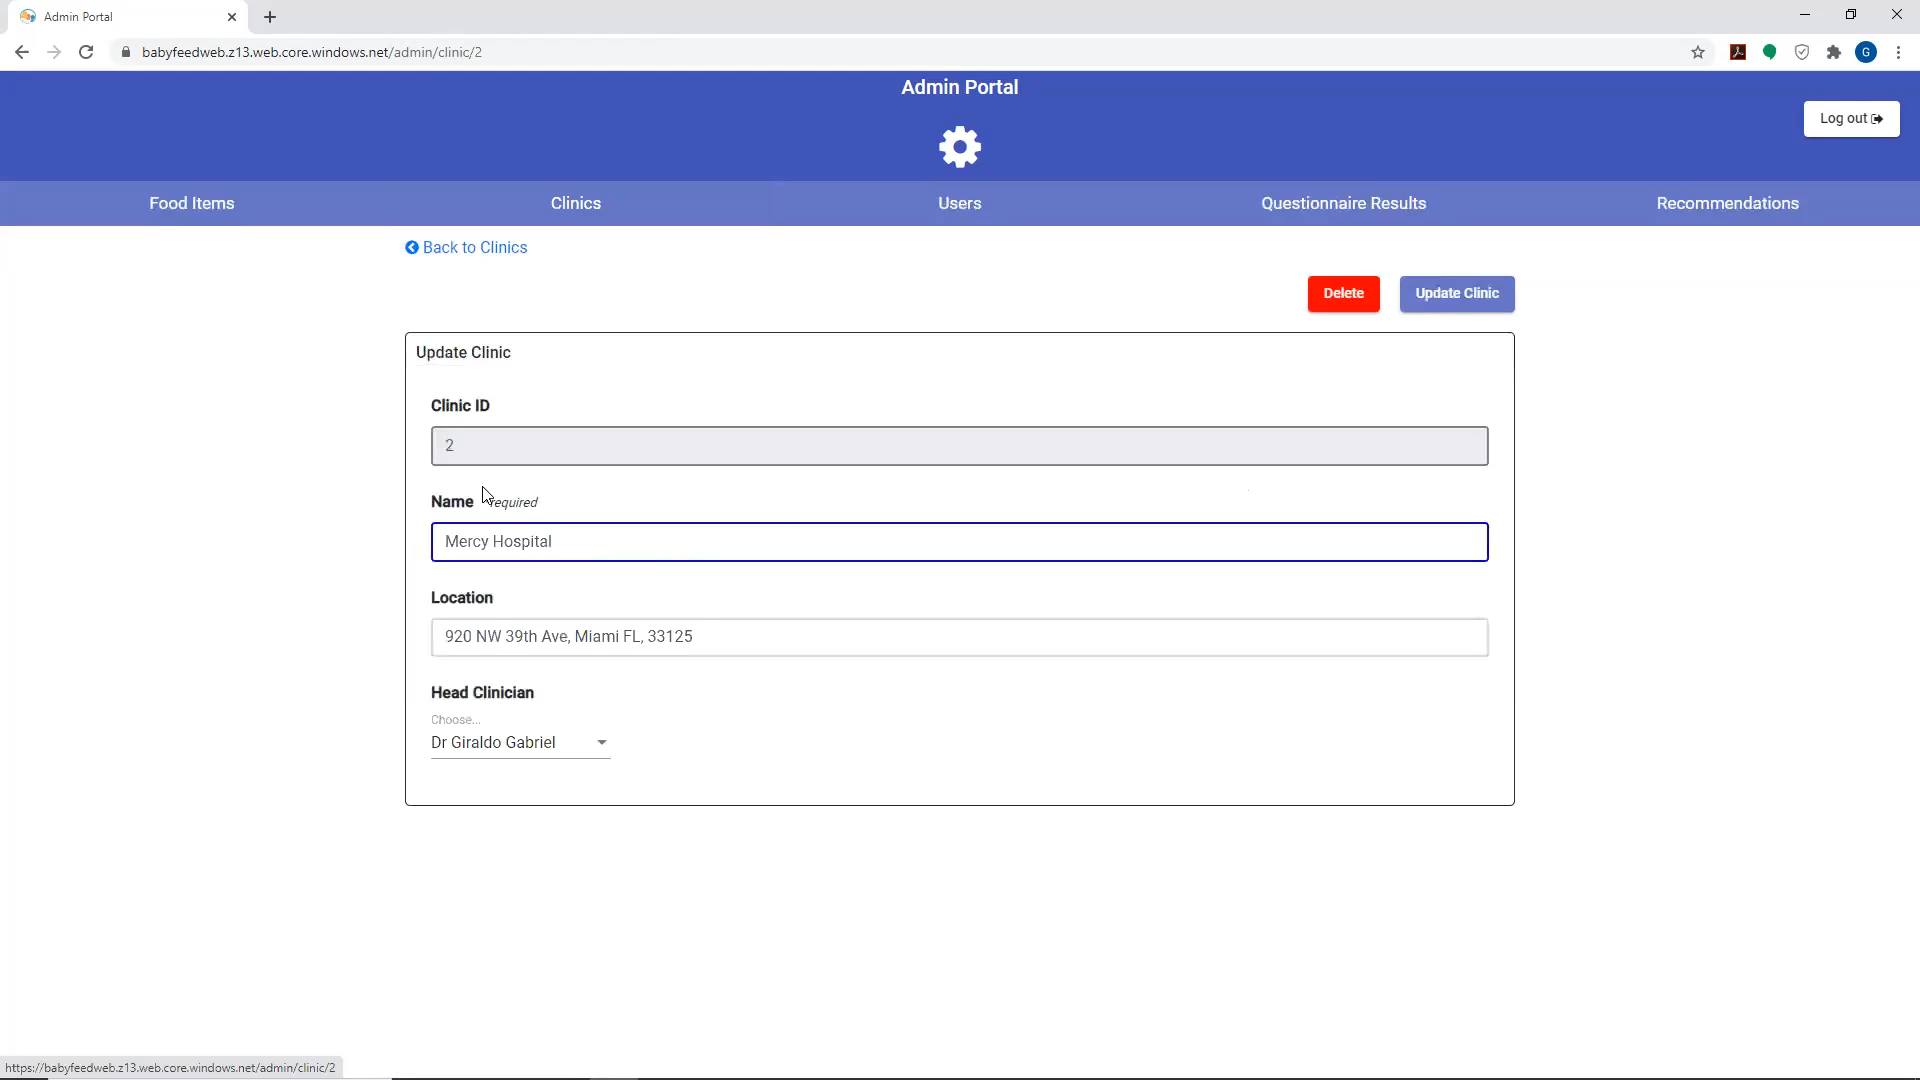 Admin Portal
babyfeedweb.z13.web.core.windows.net/admin/clinic/2
G
Admin Portal
Log out
Food Items
Clinics
Users
Questionnaire Results
Recommendations
Back to Clinics
Delete
Update Clinic
Update Clinic
Clinic ID
2
Name required
Mercy Hospital
Location
920 NW 39th Ave, Miami FL, 33125
Head Clinician
Choose...
Dr Giraldo Gabriel
https://babyfeedweb.z13.web.core.windows.net/admin/clinic/2